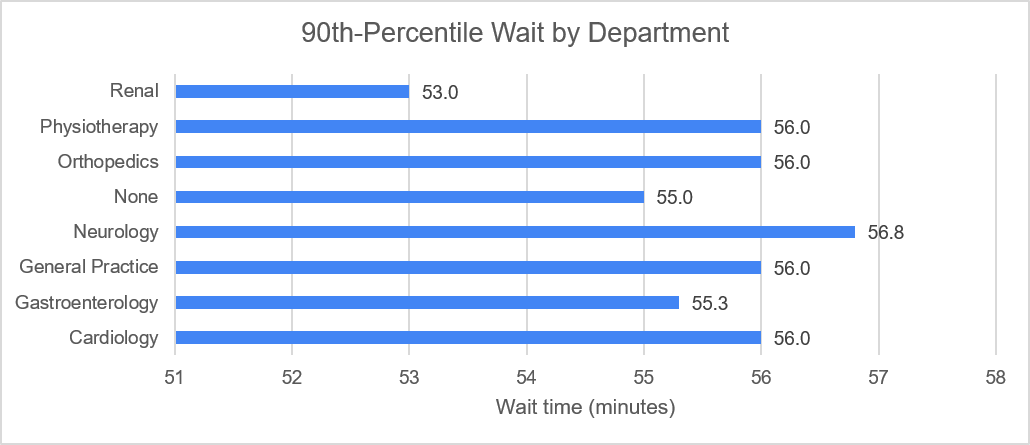 90th-Percentile Wait by Department
Renal 53.0
Physiotherapy 56.0
Orthopedics 56.0
None 55.0
Neurology 56.8
General Practice 56.0
Gastroenterology 55.3
Cardiology 56.0
51 52 53 54 55 56 57 58
Wait time (minutes)